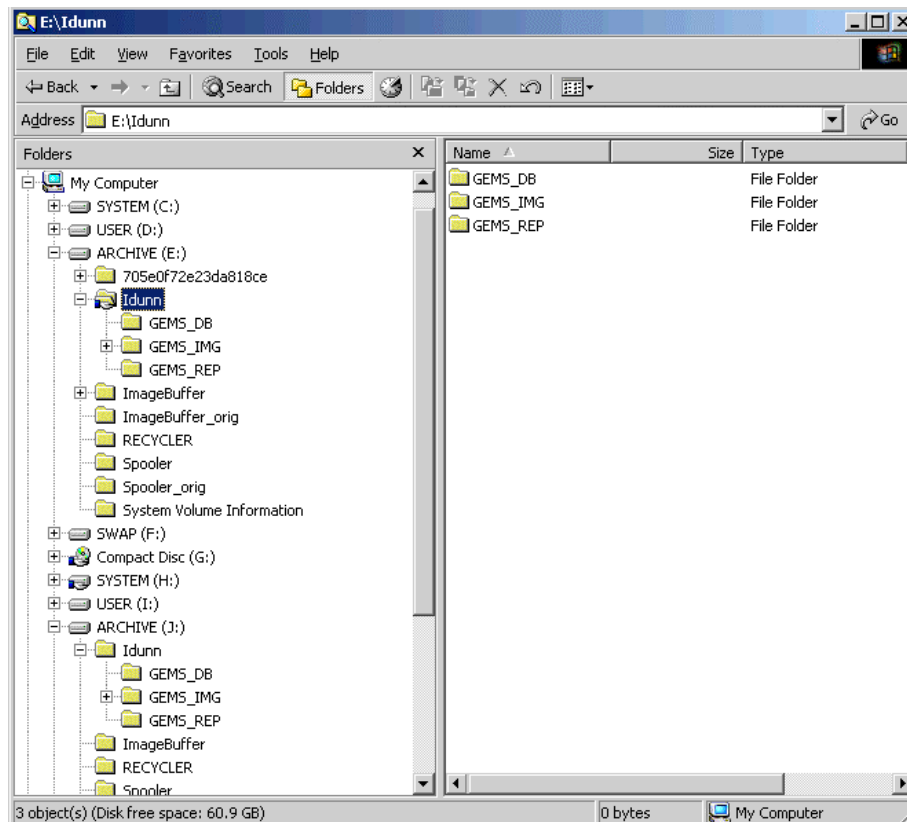 E:\Idunn
File Edit View Favorites Tools Help
Back Search Folders
Address E:\Idunn Go
Folders
My Computer
SYSTEM (C:)
USER (D:)
ARCHIVE (E:)
705e0f72e23da818ce
Idunn
GEMS_DB
GEMS_IMG
GEMS_REP
ImageBuffer
ImageBuffer_orig
RECYCLER
Spooler
Spooler_orig
System Volume Information
SWAP (F:)
Compact Disc (G:)
SYSTEM (H:)
USER (I:)
ARCHIVE (J:)
Idunn
GEMS_DB
GEMS_IMG
GEMS_REP
ImageBuffer
RECYCLER
Spooler
Name Size Type
GEMS_DB File Folder
GEMS_IMG File Folder
GEMS_REP File Folder
3 object(s) (Disk free space: 60.9 GB) 0 bytes My Computer